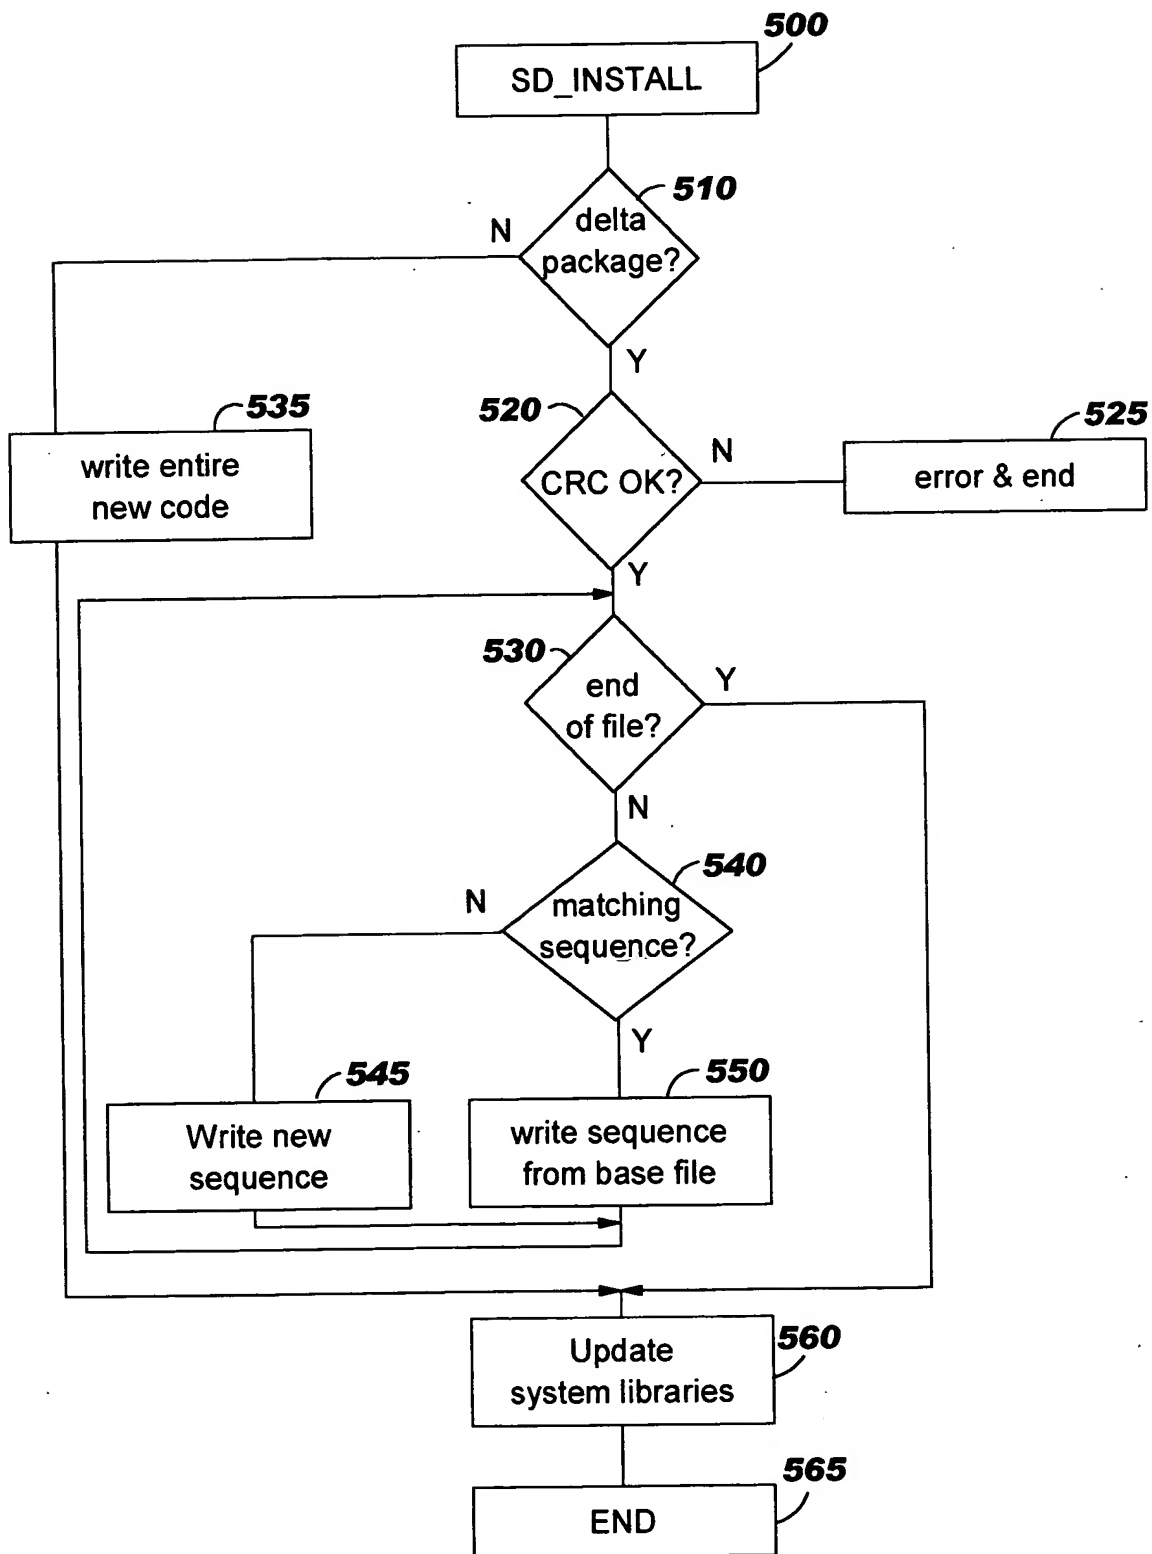 500
SD_INSTALL
510
delta
package?
N
Y
520
CRC OK?
N
525
error & end
535
write entire
new code
Y
530
end
of file?
Y
N
540
matching
sequence?
N
Y
545
Write new
sequence
550
write sequence
from base file
560
Update
system libraries
565
END